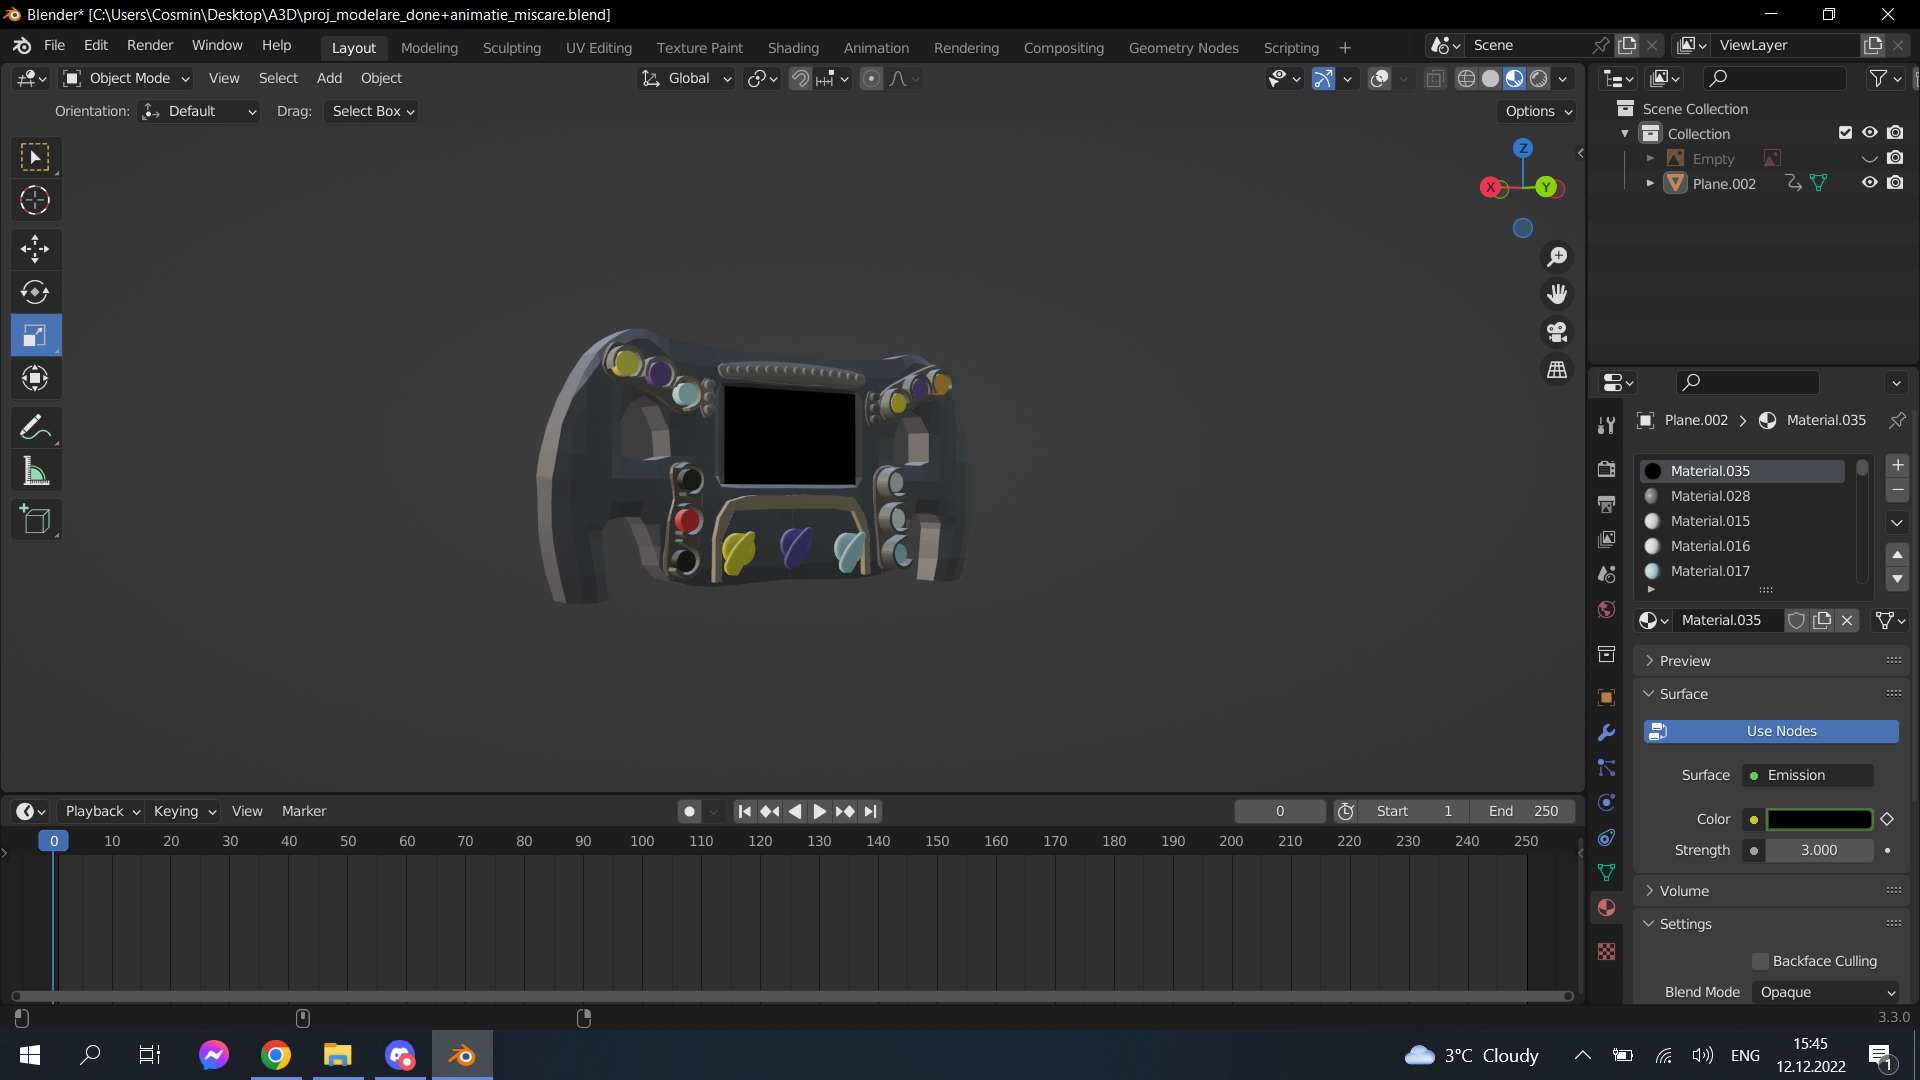 Blender* [C:\Users\Cosmin\Desktop\A3D\proj_modelare_done+animatie_miscare.blend]
File Edit Render Window Help Layout Modeling Sculpting UV Editing Texture Paint Shading Animation Rendering Compositing Geometry Nodes Scripting + Scene ViewLayer
Object Mode View Select Add Object Global
Orientation: Default Drag: Select Box Options
Scene Collection
Collection
Empty
Plane.002
Z
X Y
Plane.002 > Material.035
Material.035
Material.028
Material.015
Material.016
Material.017
Material.035
Preview
Surface
Use Nodes
Surface Emission
Color
Strength 3.000
Volume
Settings
Backface Culling
Blend Mode Opaque
Playback Keying View Marker 0 Start 1 End 250
0 10 20 30 40 50 60 70 80 90 100 110 120 130 140 150 160 170 180 190 200 210 220 230 240 250
3.3.0
3°C Cloudy ENG 15:45
12.12.2022
1